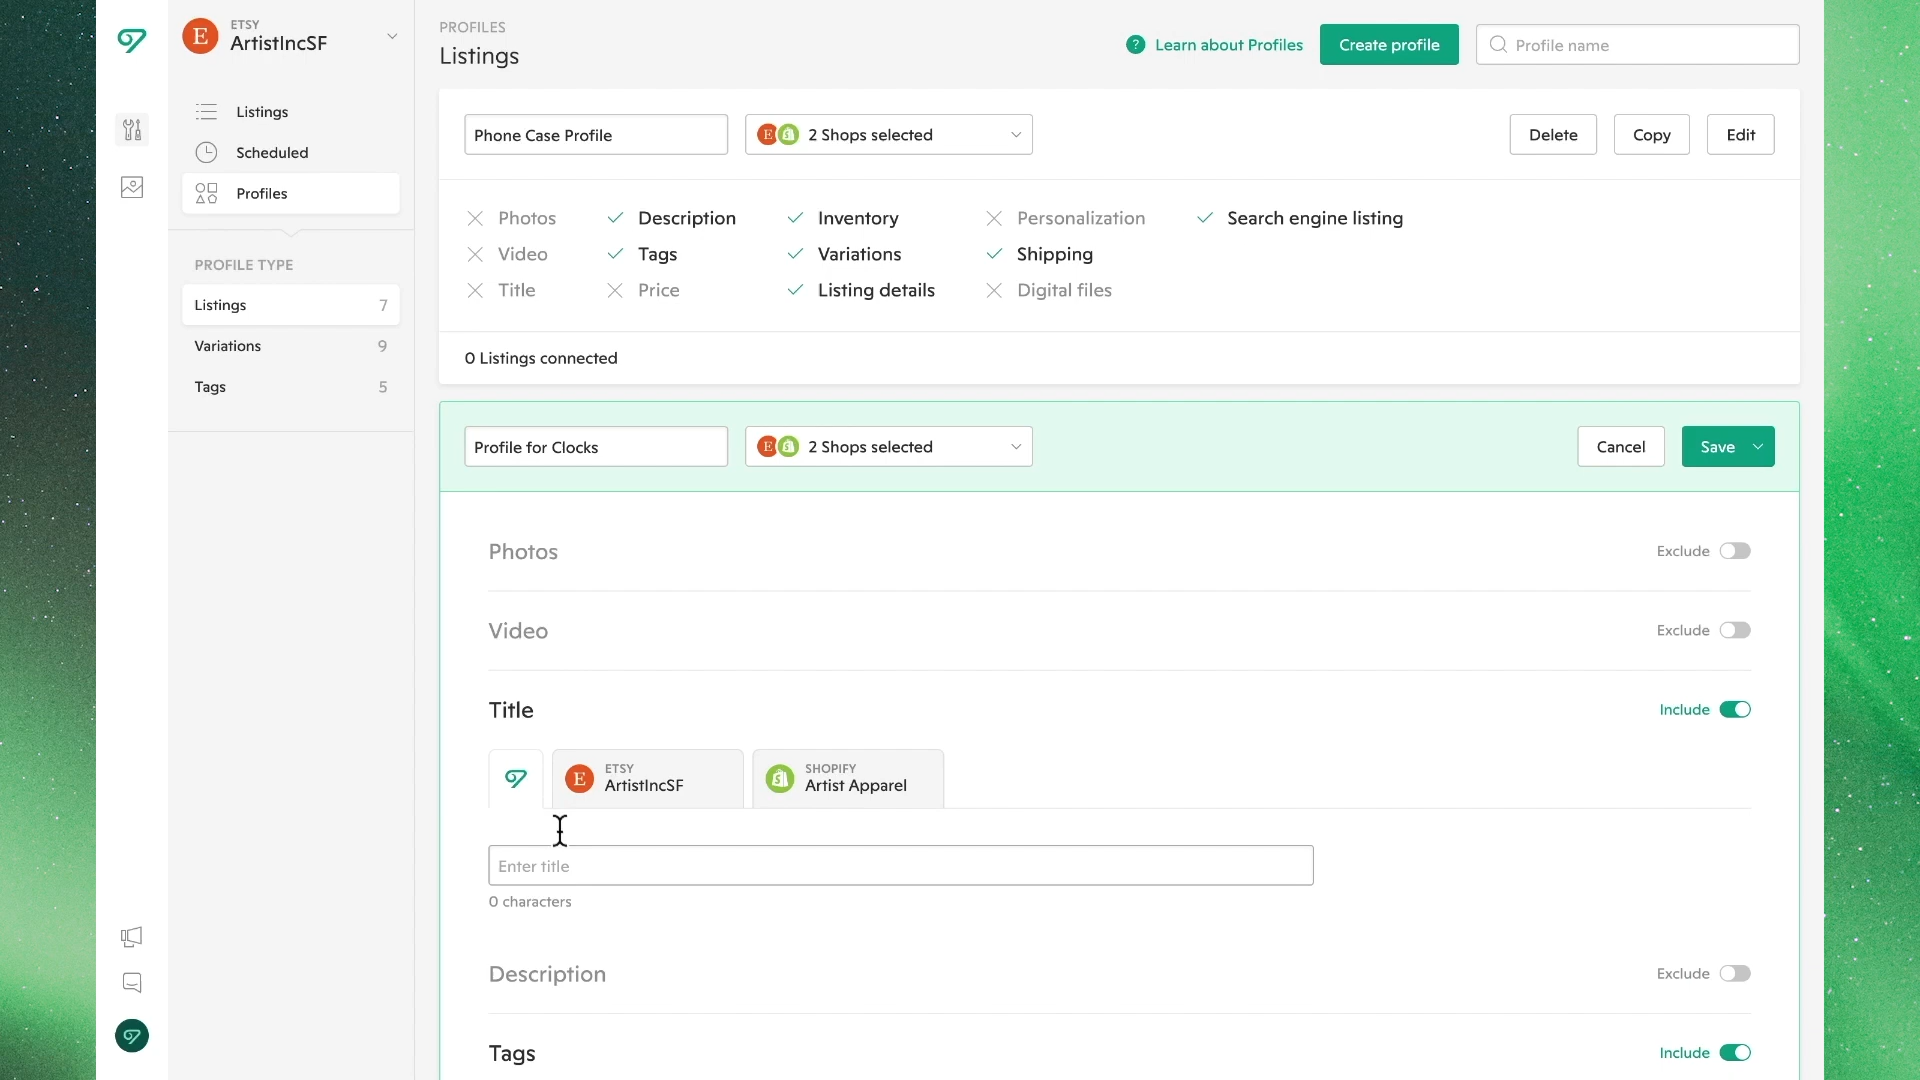 E
ETSY
ArtistIncSF
Listings
Scheduled
Profiles
PROFILE TYPE
Listings 7
Variations 9
Tags 5
PROFILES
Listings
? Learn about Profiles
Create profile
Profile name
Phone Case Profile
E 2 Shops selected
Delete
Copy
Edit
Photos Description Inventory Personalization Search engine listing
Video Tags Variations Shipping
Title Price Listing details Digital files
0 Listings connected
Profile for Clocks
E 2 Shops selected
Cancel
Save
Photos Exclude
Video Exclude
Title Include
E
ETSY
ArtistIncSF
SHOPIFY
Artist Apparel
Enter title
0 characters
Description Exclude
Tags Include